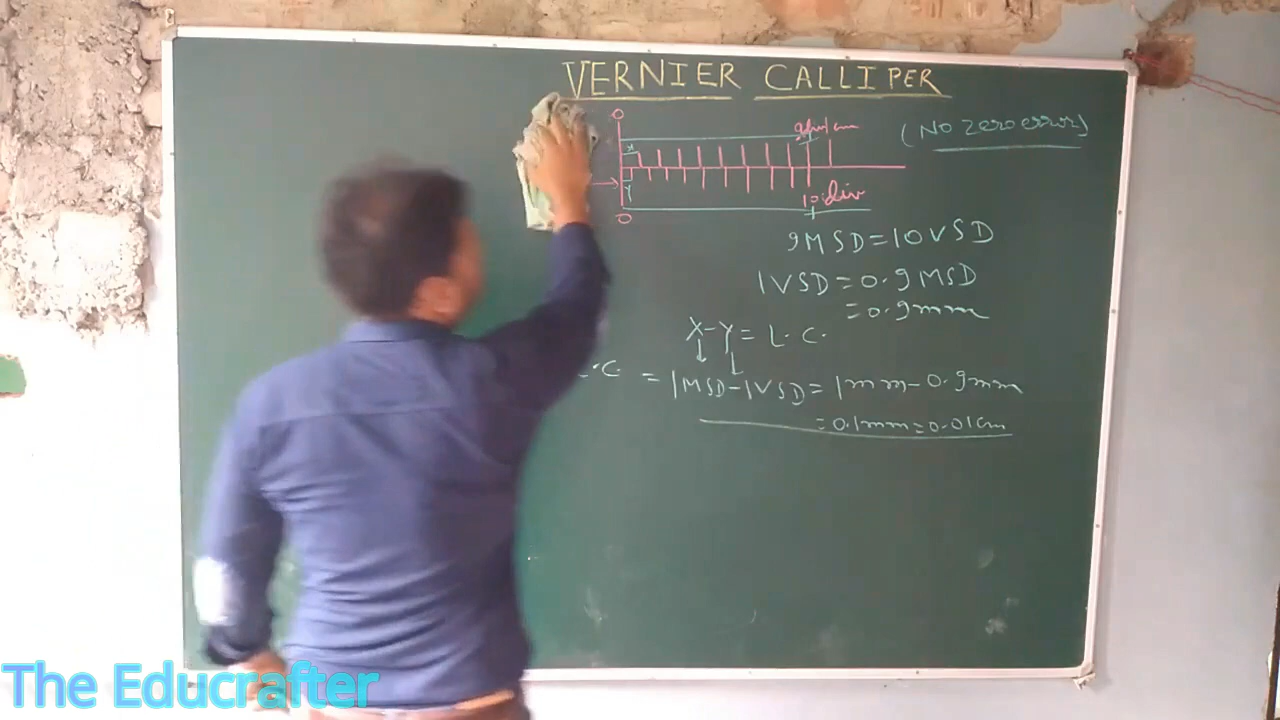 VERNIER CALLIPER
0
1cm
(No zero error)
X
Y
0
10 div
9MSD=10VSD
1VSD=0.9MSD
=0.9mm
X-Y= L.C.
.C. =1MSD-1VSD=1mm-0.9mm
=0.1mm=0.01cm
The Educrafter